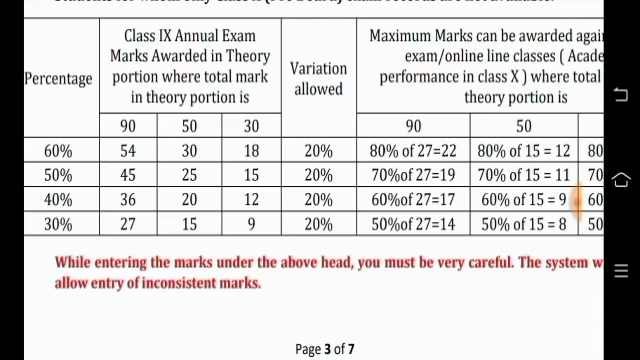 Percentage
Class IX Annual Exam
Marks Awarded in Theory
portion where total mark
in theory portion is
Variation
allowed
Maximum Marks can be awarded
exam/online line classes (
performance in class X ) where total
theory portion is
90 50 30 90 50
60% 54 30 18 20% 80% of 27=22 80% of 15 = 12 80
50% 45 25 15 20% 70%of 27=19 70% of 15 = 11 70
40% 36 20 12 20% 60%of 27=17 60% of 15 = 9 60
30% 27 15 9 20% 50%of 27=14 50% of 15 = 8 50
While entering the marks under the above head, you must be very careful. The system
allow entry of inconsistent marks.
Page 3 of 7